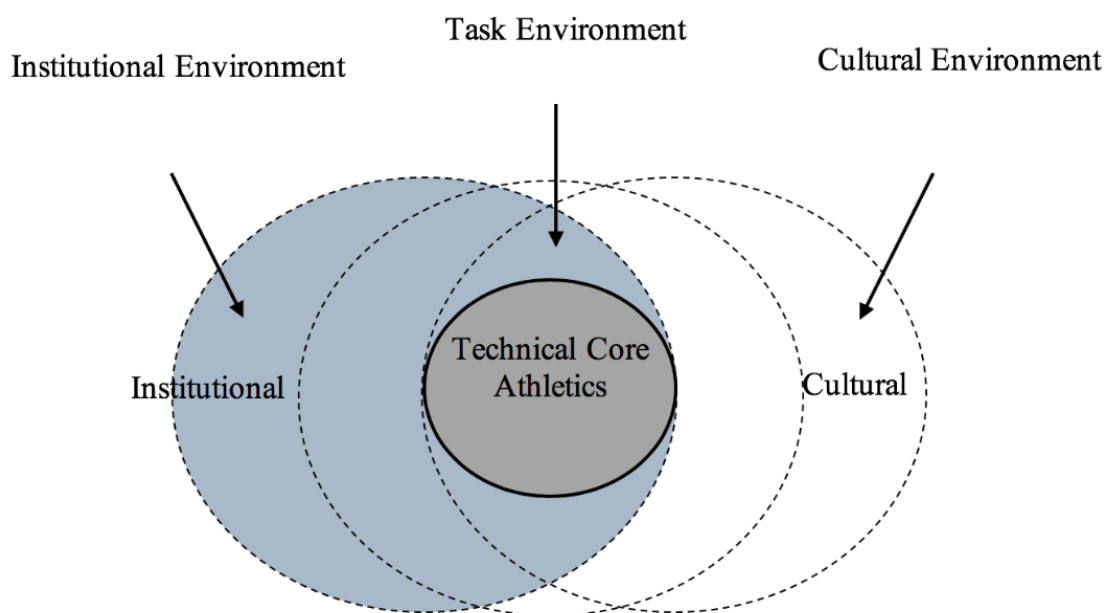 Task Environment
Institutional Environment
Cultural Environment
Technical Core
Athletics
Institutional
Cultural